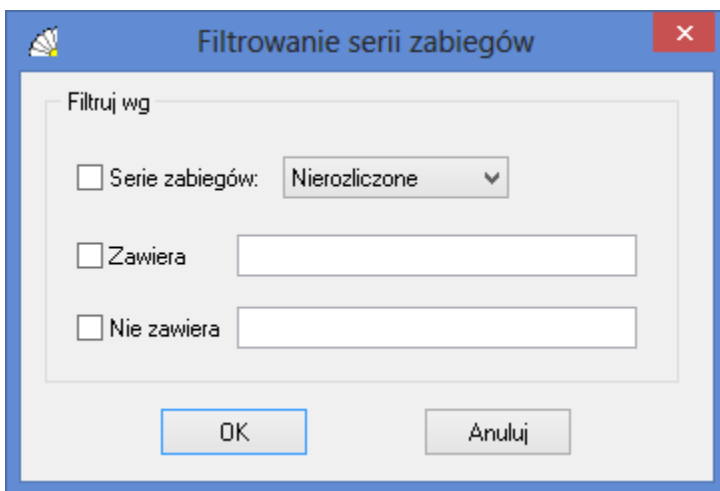 Filtrowanie serii zabiegów
Filtruj wg
Serie zabiegów: Nierozliczone
Zawiera
Nie zawiera
OK Anuluj